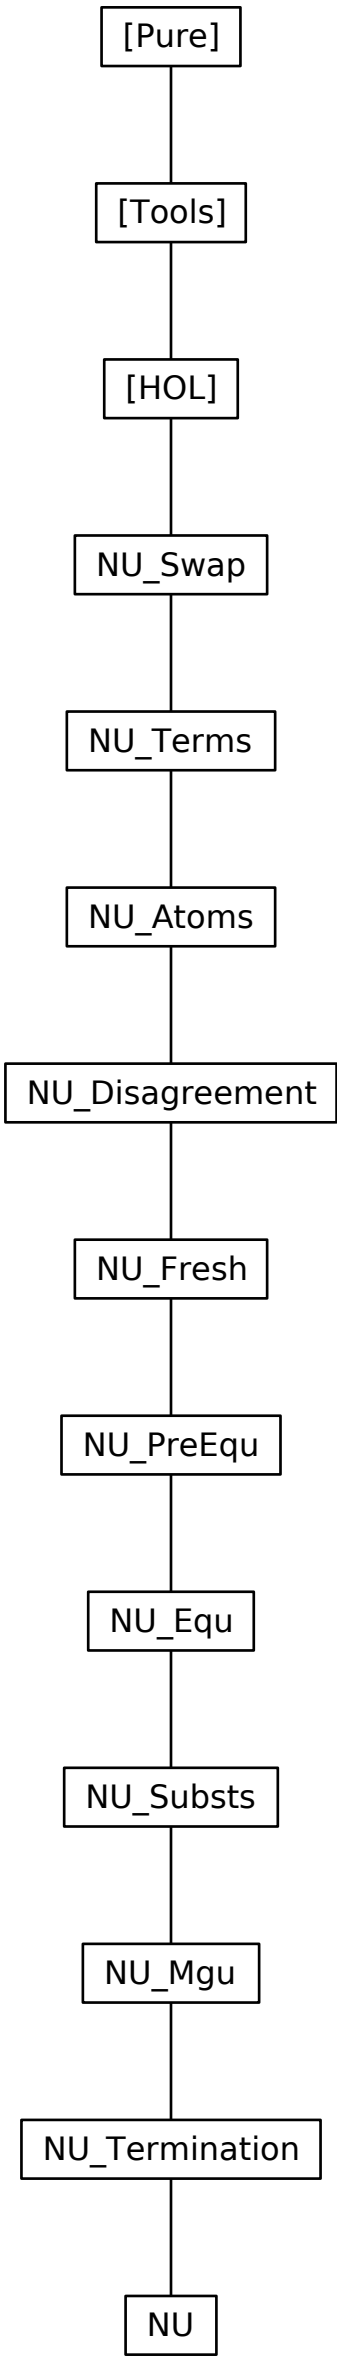 [Pure]
[Tools]
[HOL]
NU_Swap
NU_Terms
NU_Atoms
NU_Disagreement
NU_Fresh
NU_PreEqu
NU_Equ
NU_Substs
NU_Mgu
NU_Termination
NU